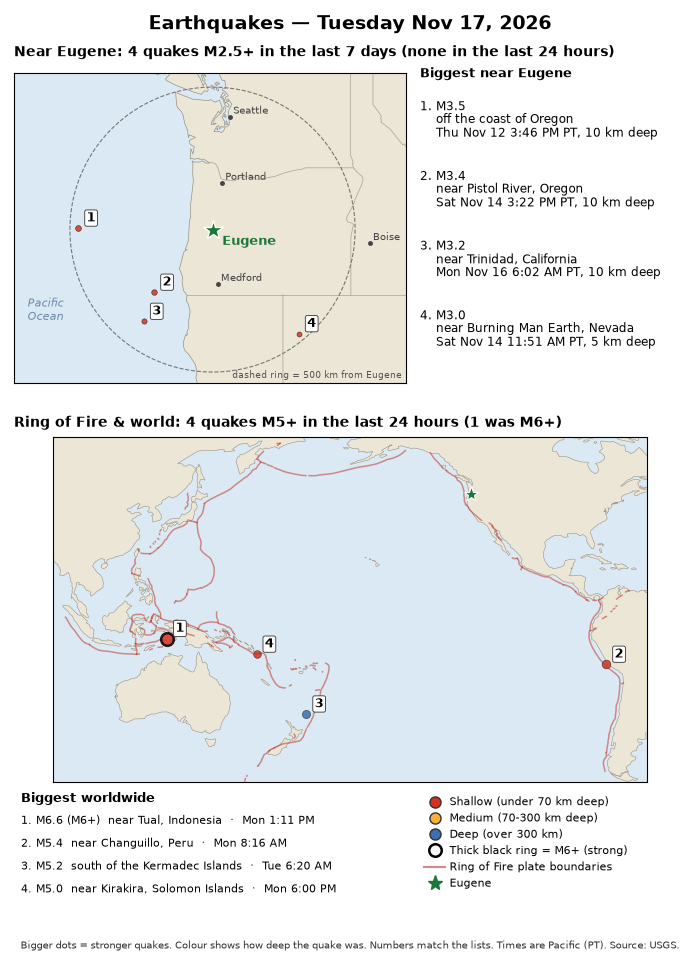 Earthquakes — Tuesday Nov 17, 2026
Near Eugene: 4 quakes M2.5+ in the last 7 days (none in the last 24 hours)
Seattle
Portland
1
Eugene
Boise
2
Medford
Pacific
Ocean
3
4
dashed ring = 500 km from Eugene
Biggest near Eugene
1. M3.5
off the coast of Oregon
Thu Nov 12 3:46 PM PT, 10 km deep
2. M3.4
near Pistol River, Oregon
Sat Nov 14 3:22 PM PT, 10 km deep
3. M3.2
near Trinidad, California
Mon Nov 16 6:02 AM PT, 10 km deep
4. M3.0
near Burning Man Earth, Nevada
Sat Nov 14 11:51 AM PT, 5 km deep
Ring of Fire & world: 4 quakes M5+ in the last 24 hours (1 was M6+)
1
4
2
3
Biggest worldwide
1. M6.6 (M6+) near Tual, Indonesia · Mon 1:11 PM
2. M5.4 near Changuillo, Peru · Mon 8:16 AM
3. M5.2 south of the Kermadec Islands · Tue 6:20 AM
4. M5.0 near Kirakira, Solomon Islands · Mon 6:00 PM
Shallow (under 70 km deep)
Medium (70-300 km deep)
Deep (over 300 km)
Thick black ring = M6+ (strong)
Ring of Fire plate boundaries
Eugene
Bigger dots = stronger quakes. Colour shows how deep the quake was. Numbers match the lists. Times are Pacific (PT). Source: USGS.